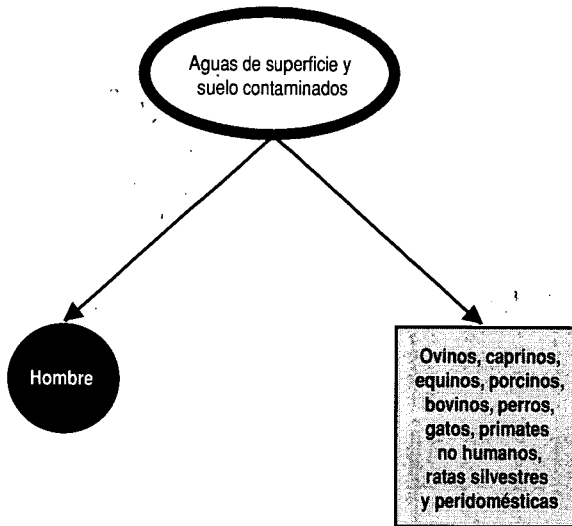 Aguas de superficie y
suelo contaminados
Hombre
Ovinos, caprinos,
equinos, porcinos,
bovinos, perros,
gatos, primates
no humanos,
ratas silvestres
y peridomésticas